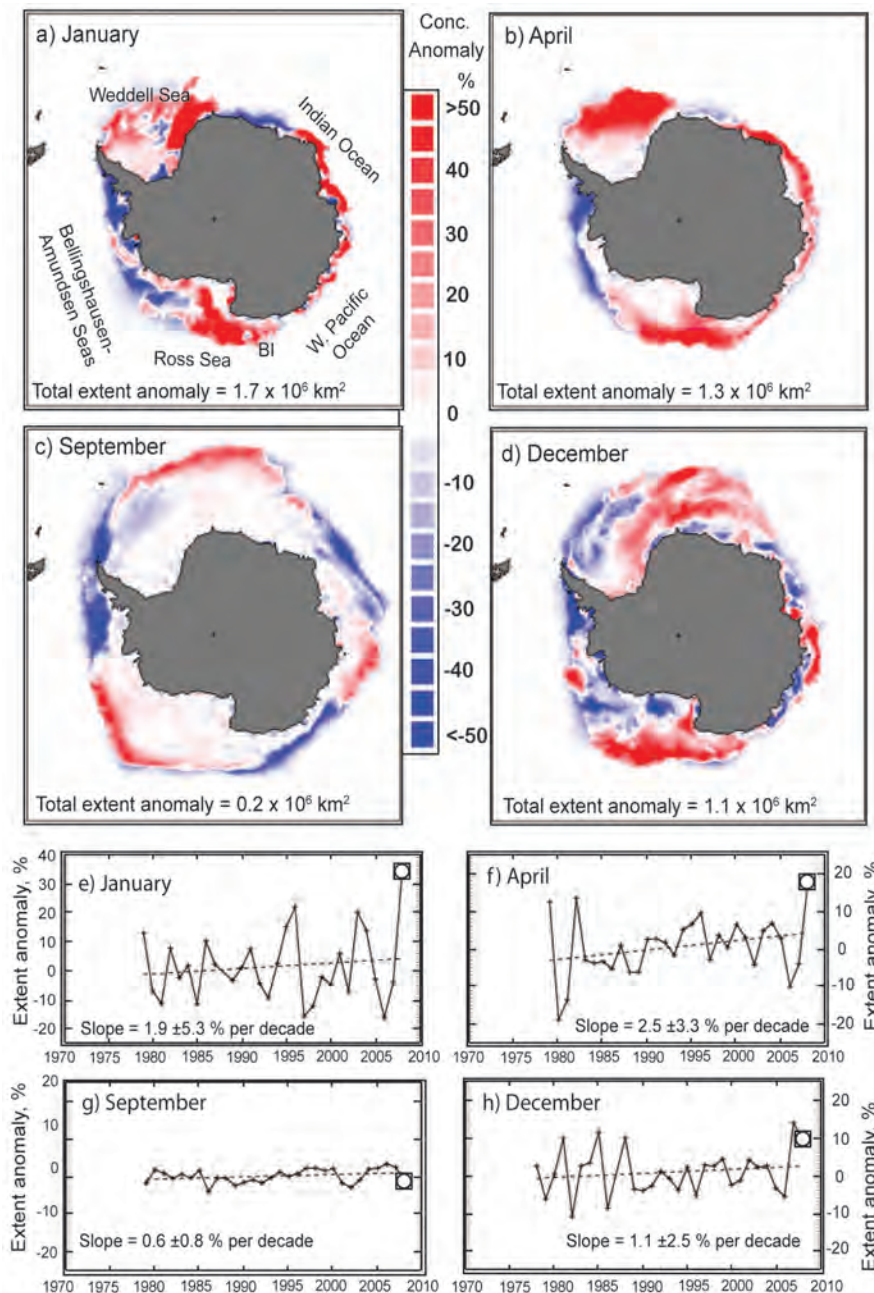 Conc.
Anomaly
%
>50
40
30
20
10
0
-10
-20
-30
-40
<-50
a) January
Weddell Sea
Indian Ocean
Bellingshausen-
Amundsen Seas
Ross Sea
BI
W. Pacific
Ocean
Total extent anomaly = 1.7 x 10⁶ km²
b) April
Total extent anomaly = 1.3 x 10⁶ km²
c) September
Total extent anomaly = 0.2 x 10⁶ km²
d) December
Total extent anomaly = 1.1 x 10⁶ km²
Extent anomaly, %
40
30
20
10
0
-10
-20
e) January
Slope = 1.9 ±5.3 % per decade
1970 1975 1980 1985 1990 1995 2000 2005 2010
f) April
Slope = 2.5 ±3.3 % per decade
1970 1975 1980 1985 1990 1995 2000 2005 2010
20
10
0
-10
-20
Extent anomaly, %
Extent anomaly, %
20
10
0
-10
-20
g) September
Slope = 0.6 ±0.8 % per decade
1970 1975 1980 1985 1990 1995 2000 2005 2010
h) December
Slope = 1.1 ±2.5 % per decade
1970 1975 1980 1985 1990 1995 2000 2005 2010
20
10
0
-10
-20
Extent anomaly, %